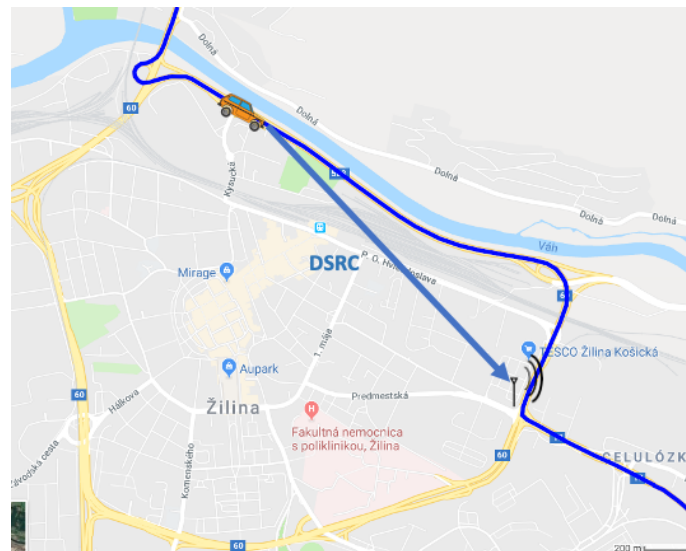 Dolná
60
Dolná
Dolná
Kysucká
Dolná
Dolná
Mirage
DSRC
Váh
P. O. Hviezdoslava
TESCO Žilina Košická
1. mája
Aupark
60
Hálkova
Žilina
Predmestská
Fakultná nemocnica
s poliklinikou, Žilina
Závodská cesta
Komenského
60
CELULÓZK
60
200 m